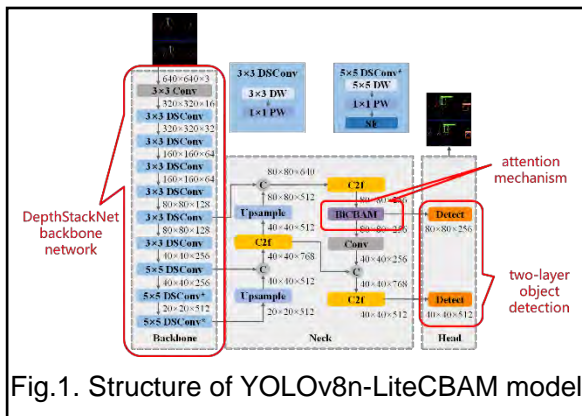 640×640×3
3×3 Conv
320×320×16
3×3 DSConv
320×320×32
3×3 DSConv
160×160×64
3×3 DSConv
160×160×64
3×3 DSConv
80×80×128
3×3 DSConv
80×80×128
3×3 DSConv
40×40×256
5×5 DSConv
5×5 DSConv+
20×20×512
5×5 DSConv+
Backbone
DepthStackNet
backbone
network
3×3 DSConv
3×3 DW
1×1 PW
5×5 DSConv+
5×5 DW
1×1 PW
SE
Neck
80×80×640
C
80×80×512
Upsample
40×40×512
C2f
40×40×768
C
40×40×512
Upsample
20×20×512
C2f
BiCBAM
80×80×256
Conv
40×40×256
C
40×40×768
C2f
40×40×512
attention
mechanism
Detect
80×80×256
two-layer
object
detection
Detect
40×40×512
Head
Fig.1. Structure of YOLOv8n-LiteCBAM model